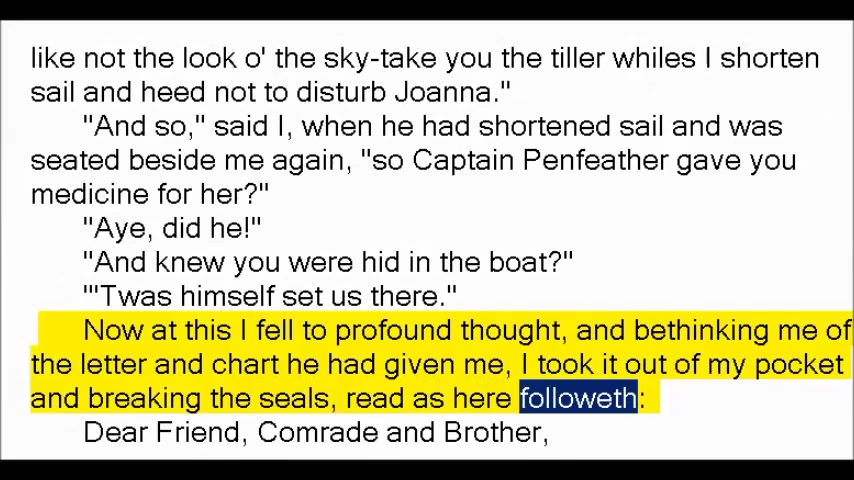 like not the look o' the sky-take you the tiller whiles I shorten
sail and heed not to disturb Joanna."
"And so," said I, when he had shortened sail and was
seated beside me again, "so Captain Penfeather gave you
medicine for her?"
"Aye, did he!"
"And knew you were hid in the boat?"
"'Twas himself set us there."
Now at this I fell to profound thought, and bethinking me of
the letter and chart he had given me, I took it out of my pocket
and breaking the seals, read as here followeth:
Dear Friend, Comrade and Brother,